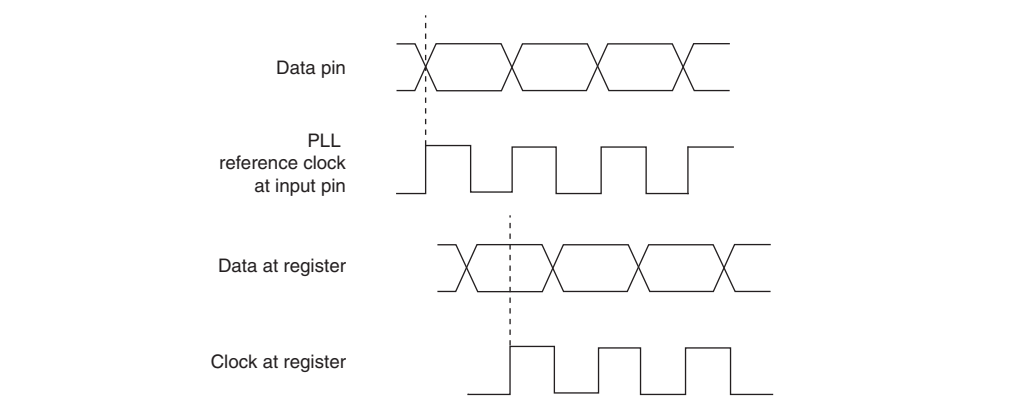 Data pin
PLL
reference clock
at input pin
Data at register
Clock at register